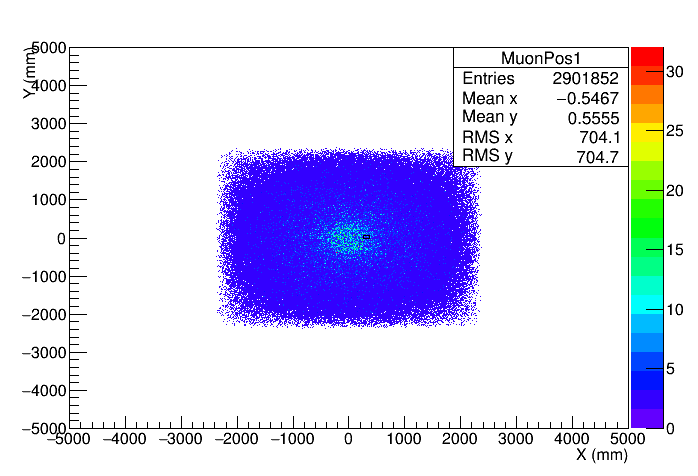 MuonPos1
Entries 2901852
Mean x −0.5467
Mean y 0.5555
RMS x 704.1
RMS y 704.7
Y (mm)
5000
4000
3000
2000
1000
0
−1000
−2000
−3000
−4000
−5000
−5000 −4000 −3000 −2000 −1000 0 1000 2000 3000 4000 5000
X (mm)
30
25
20
15
10
5
0